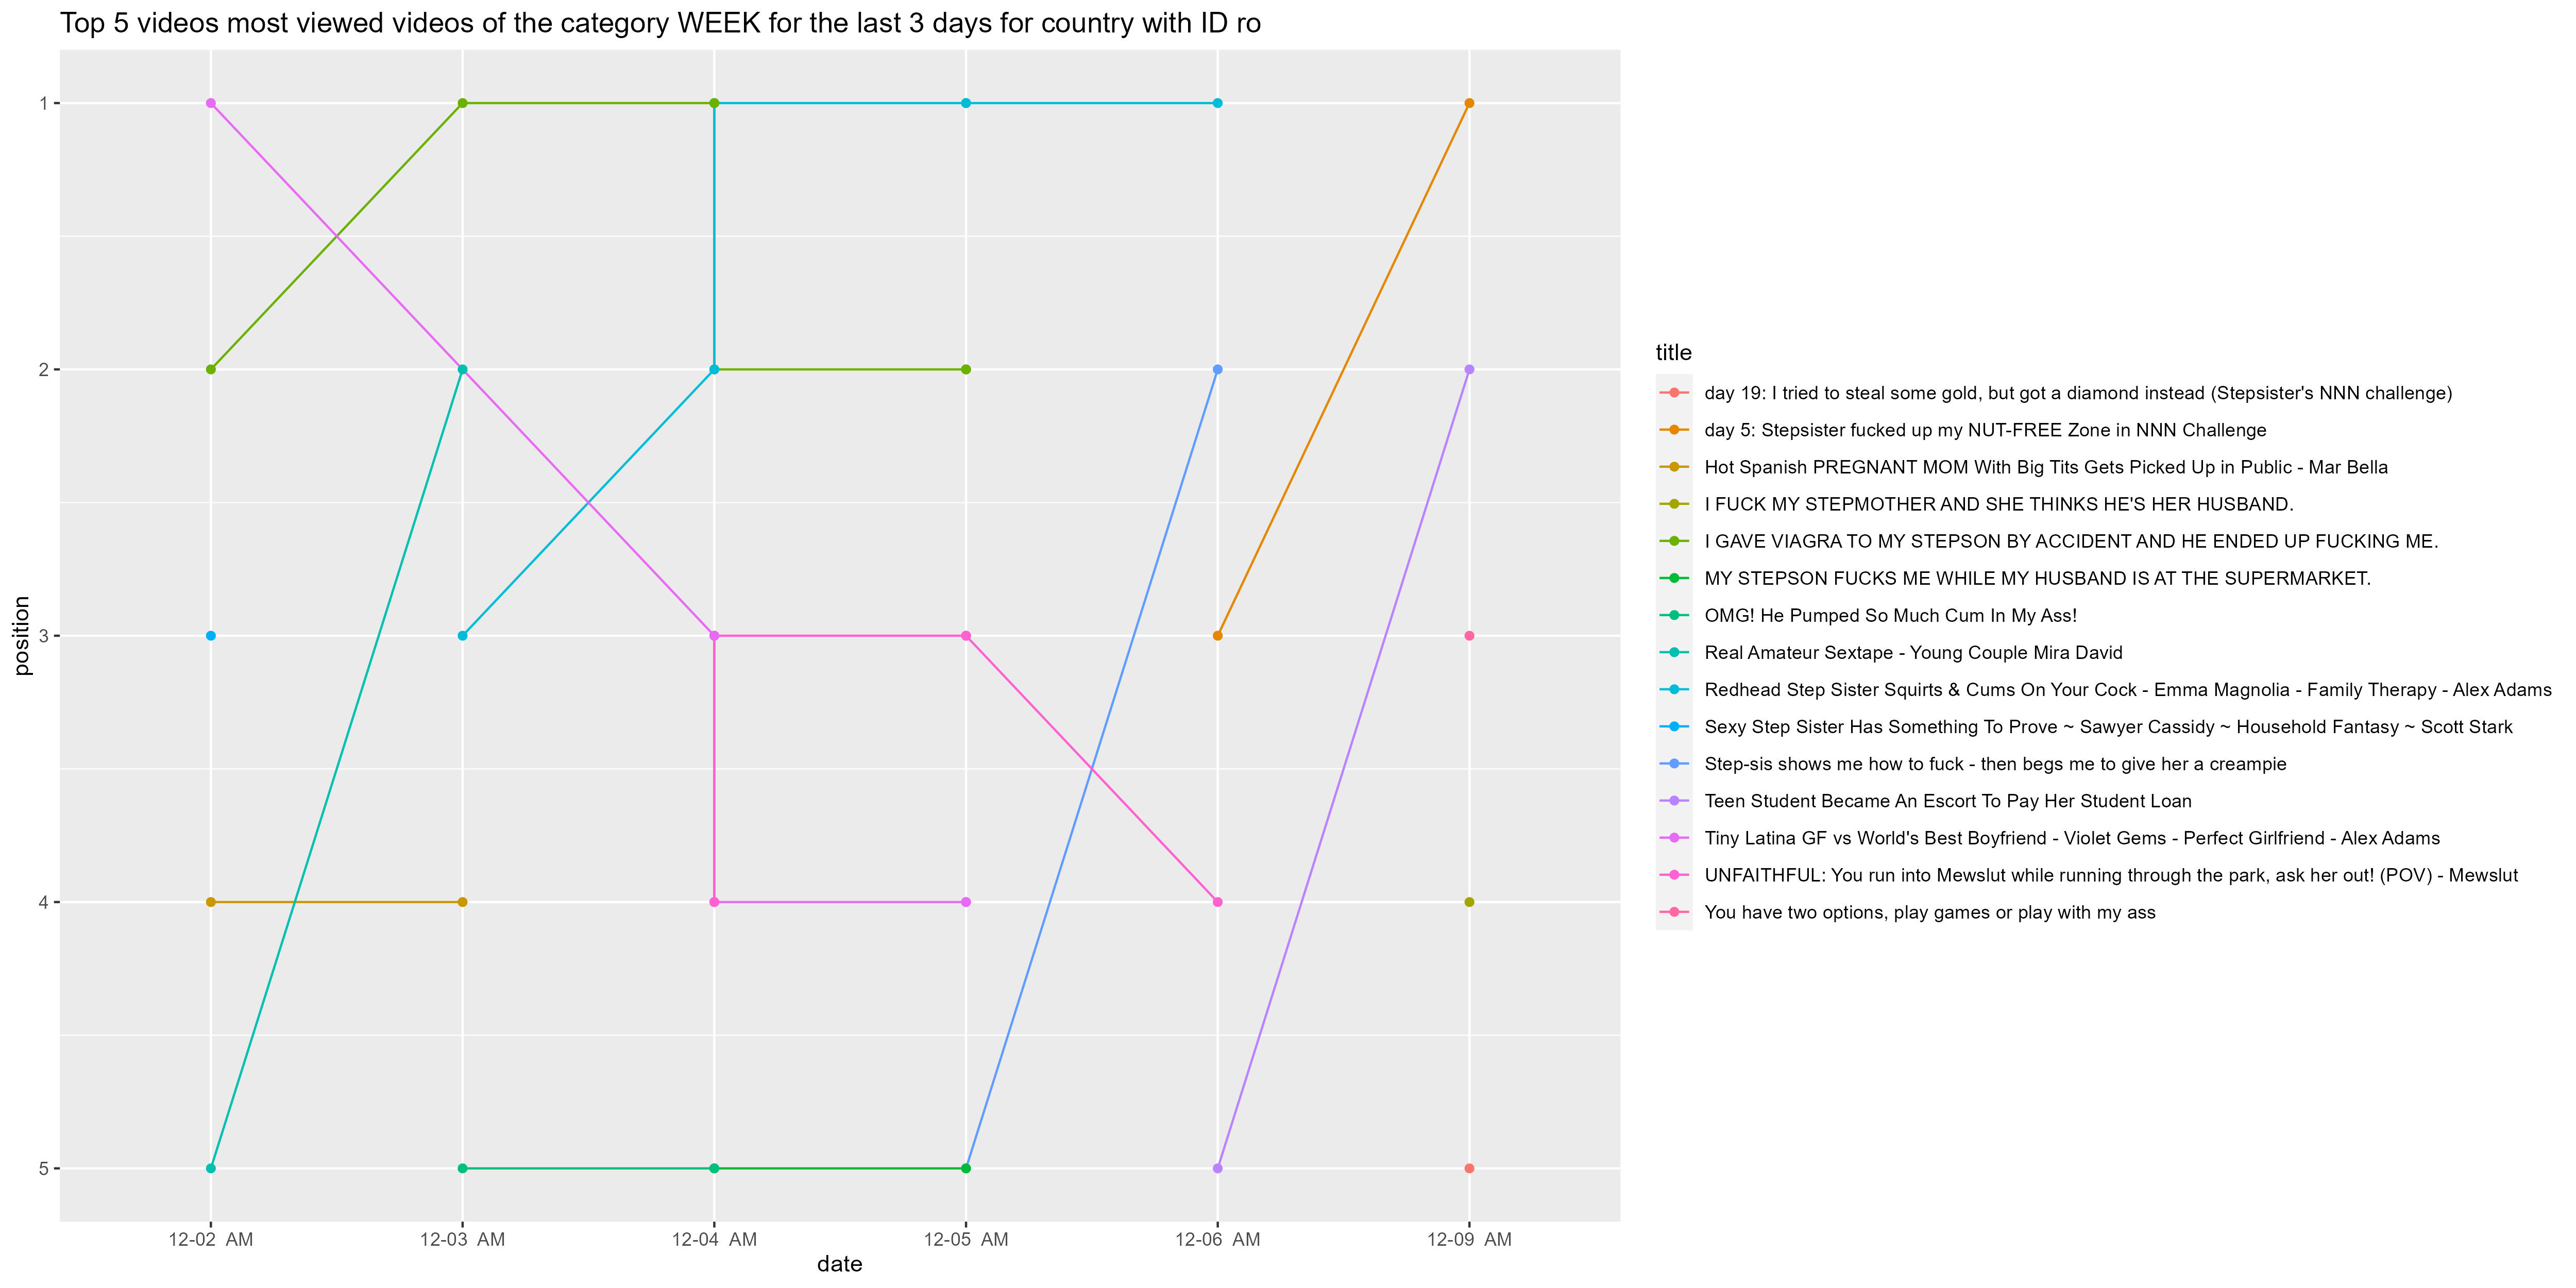 Top 5 videos most viewed videos of the category WEEK for the last 3 days for country with ID ro
position
1
2
3
4
5
12-02 AM
12-03 AM
12-04 AM
12-05 AM
12-06 AM
12-09 AM
date
title
day 19: I tried to steal some gold, but got a diamond instead (Stepsister's NNN challenge)
day 5: Stepsister fucked up my NUT-FREE Zone in NNN Challenge
Hot Spanish PREGNANT MOM With Big Tits Gets Picked Up in Public - Mar Bella
I FUCK MY STEPMOTHER AND SHE THINKS HE'S HER HUSBAND.
I GAVE VIAGRA TO MY STEPSON BY ACCIDENT AND HE ENDED UP FUCKING ME.
MY STEPSON FUCKS ME WHILE MY HUSBAND IS AT THE SUPERMARKET.
OMG! He Pumped So Much Cum In My Ass!
Real Amateur Sextape - Young Couple Mira David
Redhead Step Sister Squirts & Cums On Your Cock - Emma Magnolia - Family Therapy - Alex Adams
Sexy Step Sister Has Something To Prove ~ Sawyer Cassidy ~ Household Fantasy ~ Scott Stark
Step-sis shows me how to fuck - then begs me to give her a creampie
Teen Student Became An Escort To Pay Her Student Loan
Tiny Latina GF vs World's Best Boyfriend - Violet Gems - Perfect Girlfriend - Alex Adams
UNFAITHFUL: You run into Mewslut while running through the park, ask her out! (POV) - Mewslut
You have two options, play games or play with my ass